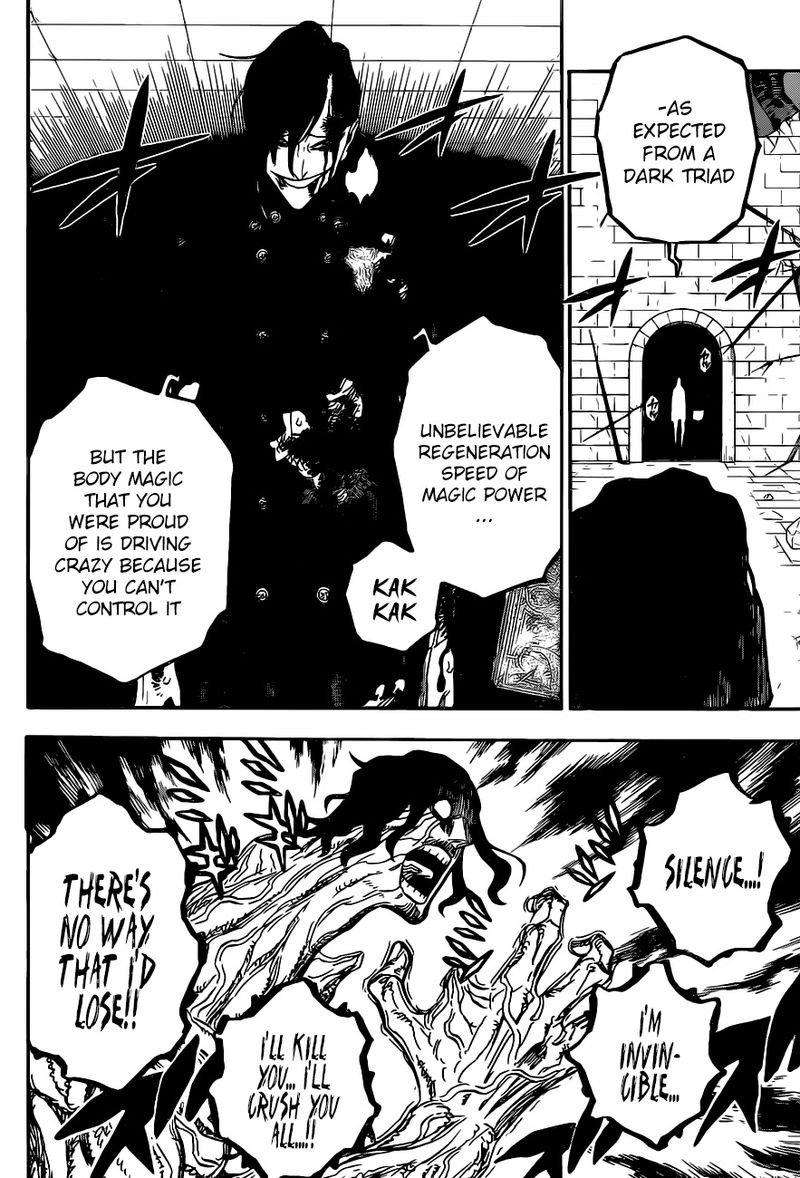 -AS
EXPECTED
FROM A
DARK TRIAD
UNBELIEVABLE
REGENERATION
SPEED OF
MAGIC POWER
...
KAK
KAK
BUT THE
BODY MAGIC
THAT YOU
WERE PROUD
OF IS DRIVING
CRAZY BECAUSE
YOU CAN'T
CONTROL IT
SILENCE...!
I'M
INVIN-
CIBLE...
I'LL KILL
YOU... I'LL
CRUSH YOU
ALL...!!
THERE'S
NO WAY
THAT I'D
LOSE!!